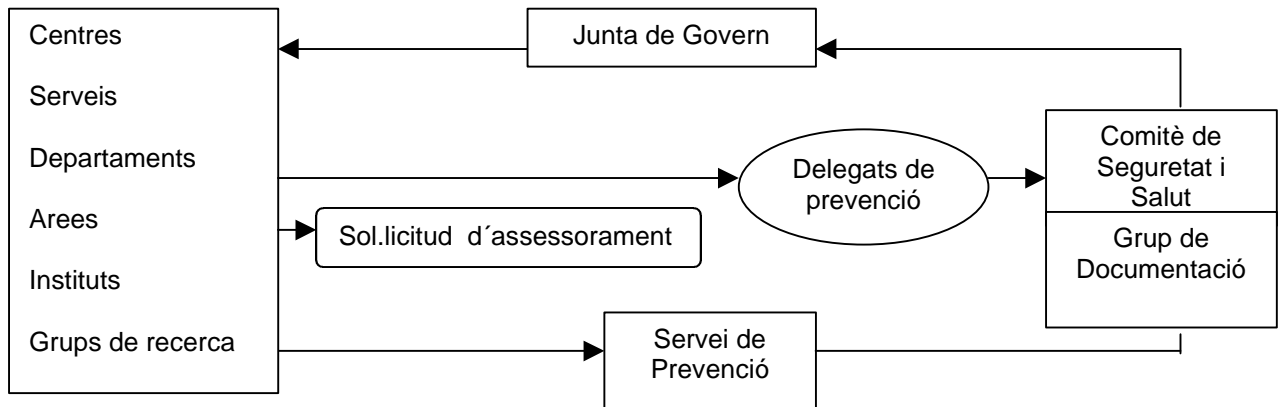 Centres
Serveis
Departaments
Arees
Instituts
Grups de recerca
Junta de Govern
Delegats de
prevenció
Sol.licitud d´assessorament
Servei de
Prevenció
Comitè de
Seguretat i
Salut
Grup de
Documentació